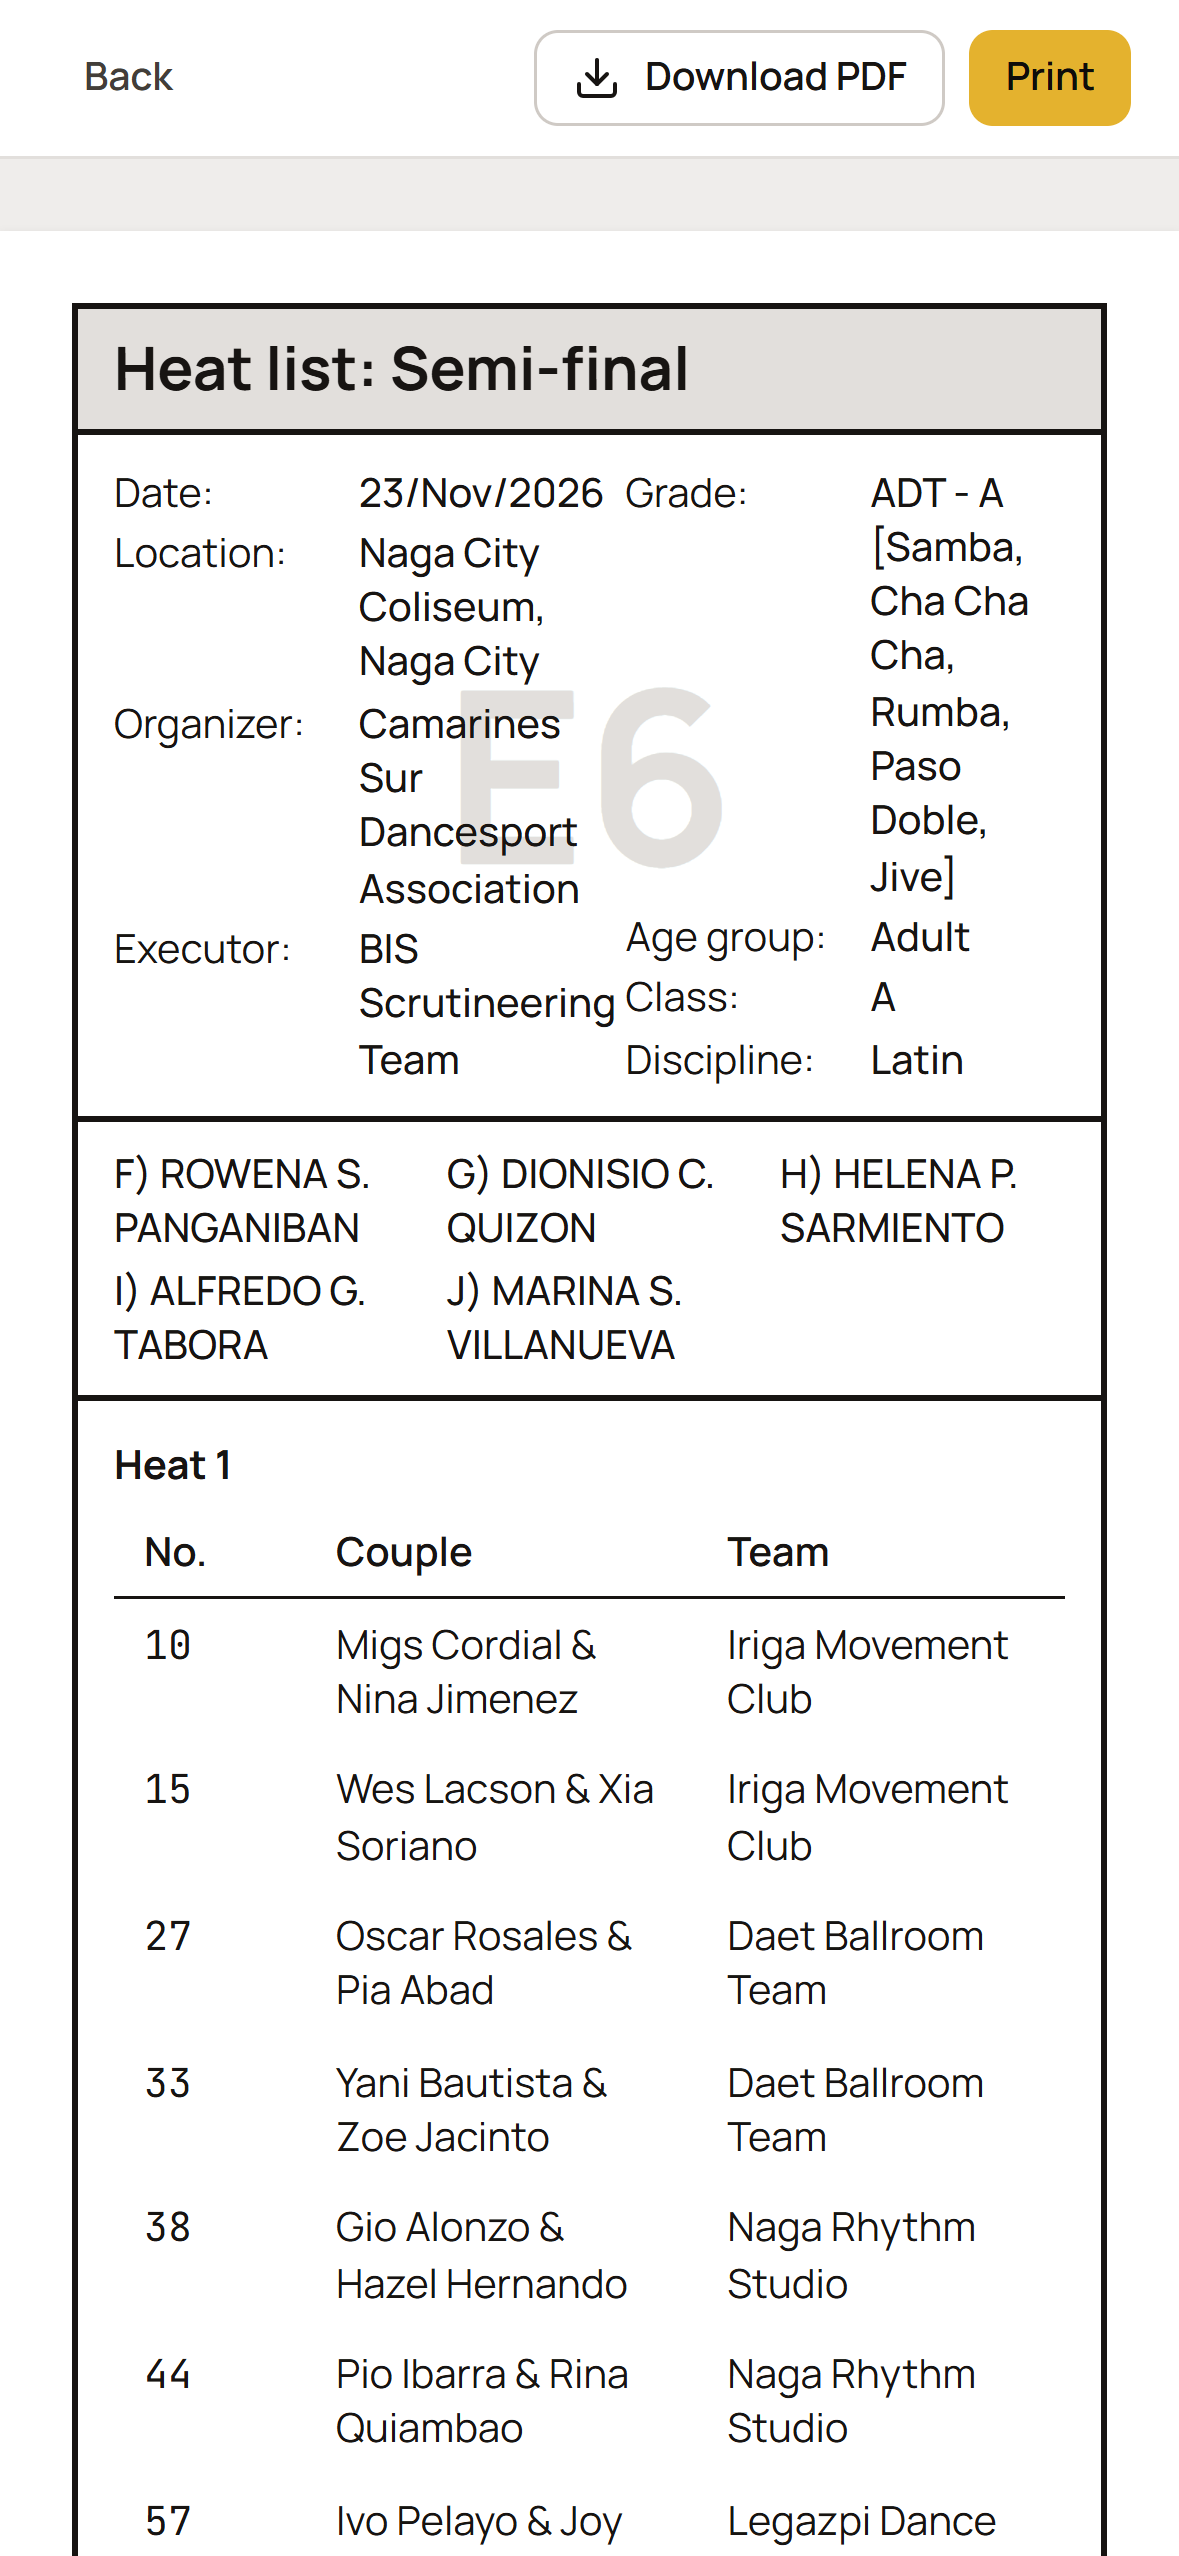 Back
Download PDF
Print
Heat list: Semi-final
Date:
23/Nov/2026
Location:
Naga City
Coliseum,
Naga City
Organizer:
Camarines
Sur
Dancesport
Association
Executor:
BIS
Scrutineering
Team
Grade:
ADT - A
[Samba,
Cha Cha
Cha,
Rumba,
Paso
Doble,
Jive]
Age group:
Adult
Class:
A
Discipline:
Latin
E6
F) ROWENA S.
PANGANIBAN
G) DIONISIO C.
QUIZON
H) HELENA P.
SARMIENTO
I) ALFREDO G.
TABORA
J) MARINA S.
VILLANUEVA
Heat 1
No. Couple Team
10 Migs Cordial & Iriga Movement
Nina Jimenez Club
15 Wes Lacson & Xia Iriga Movement
Soriano Club
27 Oscar Rosales & Daet Ballroom
Pia Abad Team
33 Yani Bautista & Daet Ballroom
Zoe Jacinto Team
38 Gio Alonzo & Naga Rhythm
Hazel Hernando Studio
44 Pio Ibarra & Rina Naga Rhythm
Quiambao Studio
57 Ivo Pelayo & Joy Legazpi Dance